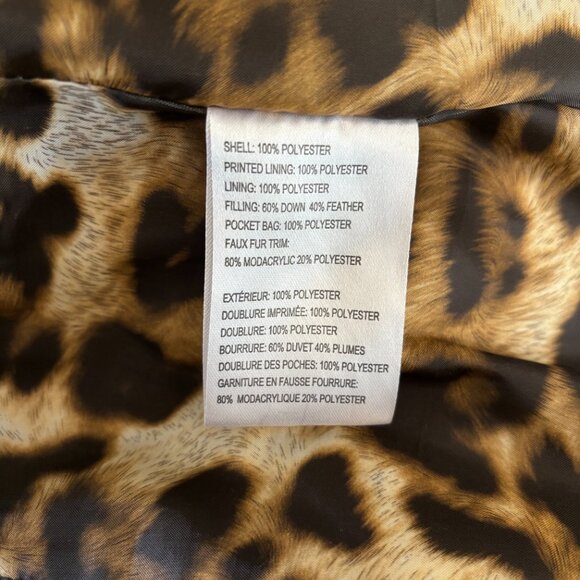 SHELL: 100% POLYESTER
PRINTED LINING: 100% POLYESTER
LINING: 100% POLYESTER
FILLING: 60% DOWN 40% FEATHER
POCKET BAG: 100% POLYESTER
FAUX FUR TRIM:
80% MODACRYLIC 20% POLYESTER
EXTÉRIEUR: 100% POLYESTER
DOUBLURE IMPRIMÉE: 100% POLYESTER
DOUBLURE: 100% POLYESTER
BOURRURE: 60% DUVET 40% PLUMES
DOUBLURE DES POCHES: 100% POLYESTER
GARNITURE EN FAUSSE FOURRURE:
80% MODACRYLIQUE 20% POLYESTER